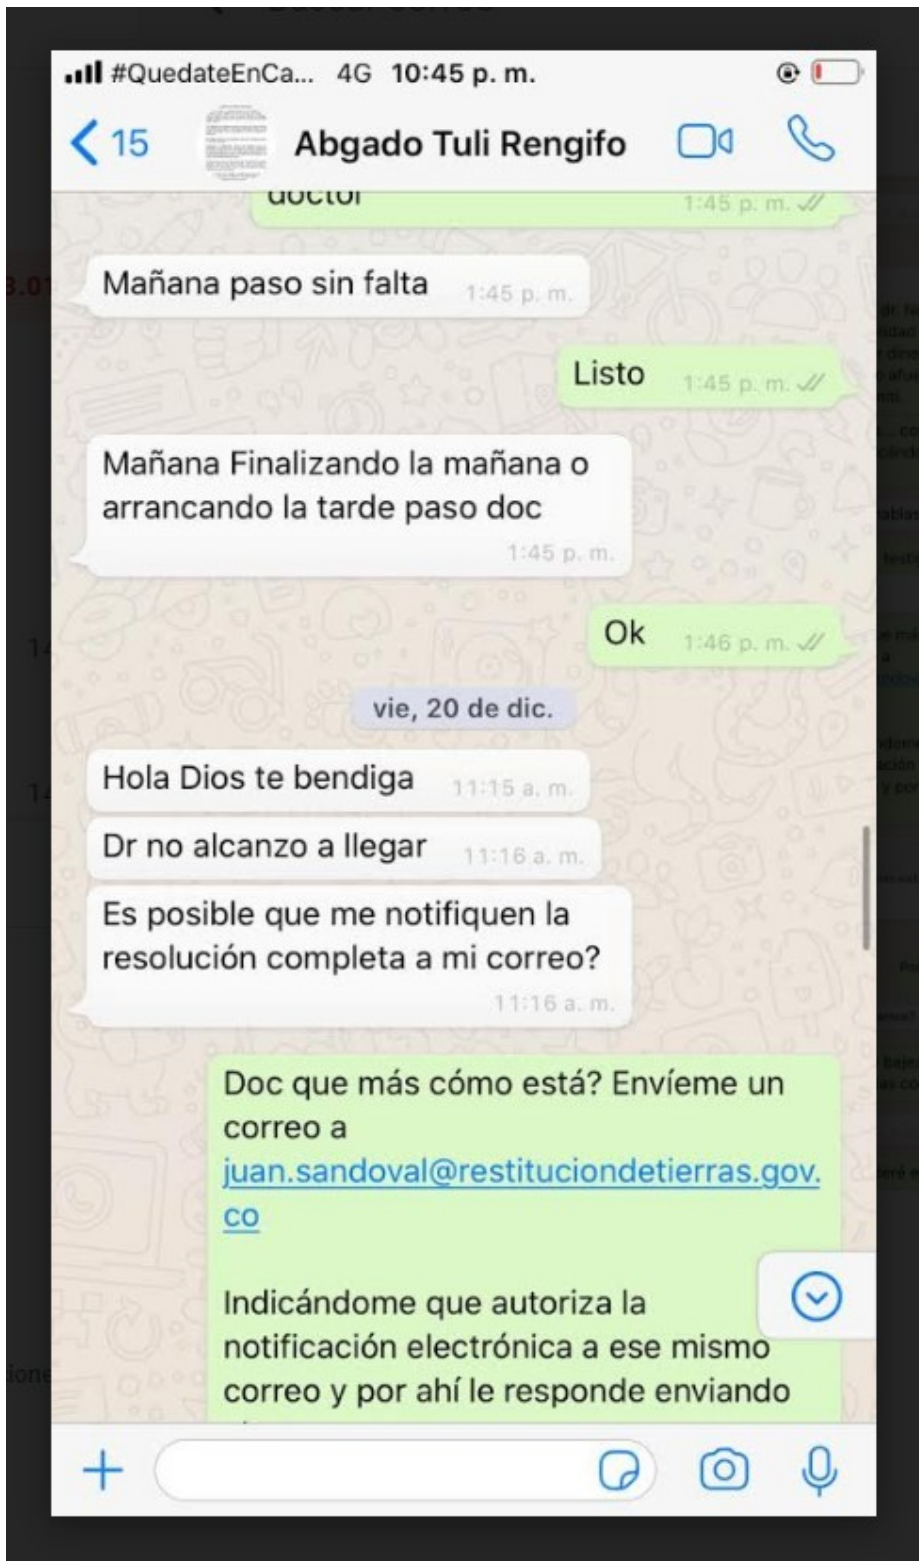 #QuedateEnCa... 4G 10:45 p. m.
15 Abgado Tuli Rengifo
doctor
1:45 p. m.
Mañana paso sin falta 1:45 p. m.
Listo 1:45 p. m.
Mañana Finalizando la mañana o
arrancando la tarde paso doc
1:45 p. m.
Ok 1:46 p. m.
vie, 20 de dic.
Hola Dios te bendiga 11:15 a. m.
Dr no alcanzo a llegar 11:16 a. m.
Es posible que me notifiquen la
resolución completa a mi correo?
11:16 a. m.
Doc que más cómo está? Envíeme un
correo a
juan.sandoval@restituciondetierras.gov.
co
Indicándome que autoriza la
notificación electrónica a ese mismo
correo y por ahí le responde enviando